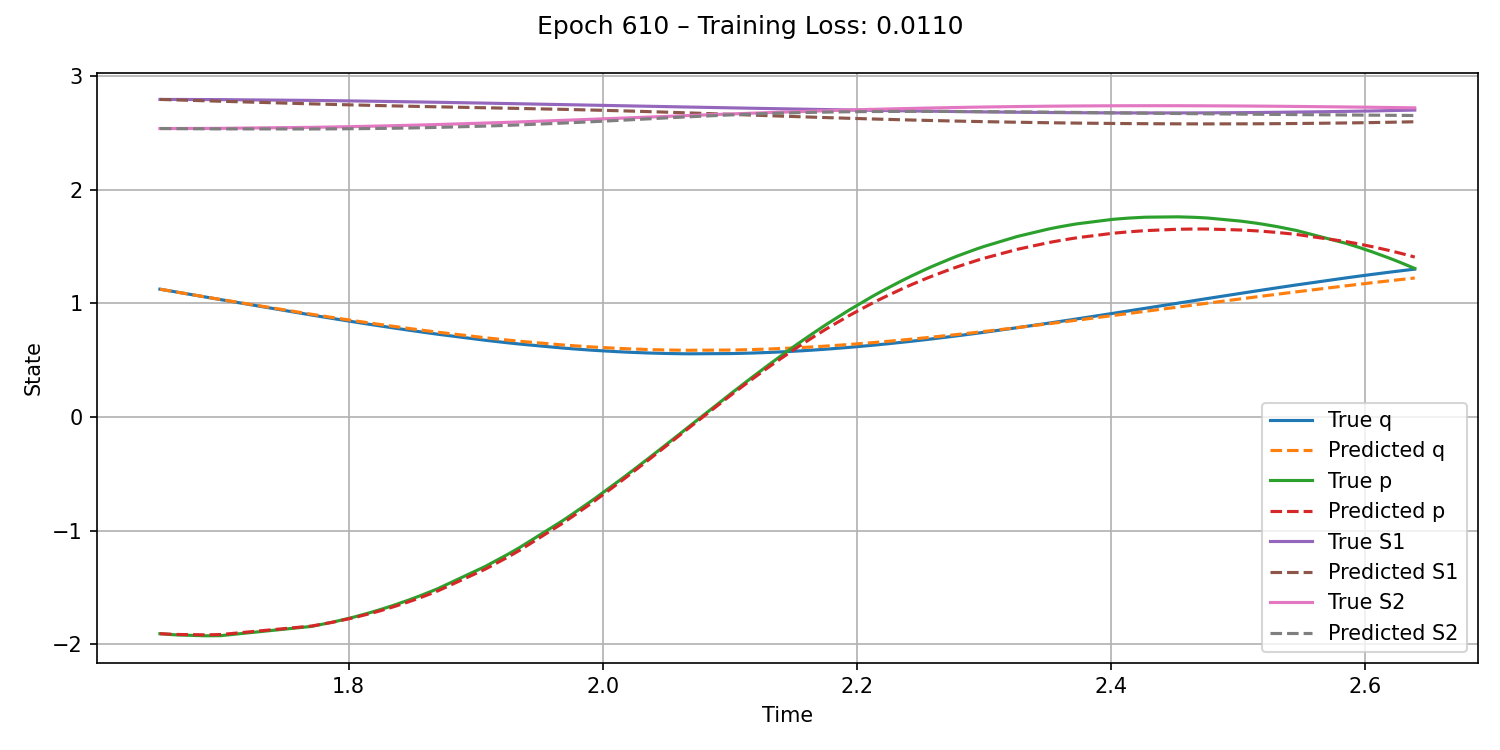 Epoch 610 – Training Loss: 0.0110
3
2
1
0
−1
−2
State
1.8
2.0
2.2
2.4
2.6
Time
True q
Predicted q
True p
Predicted p
True S1
Predicted S1
True S2
Predicted S2